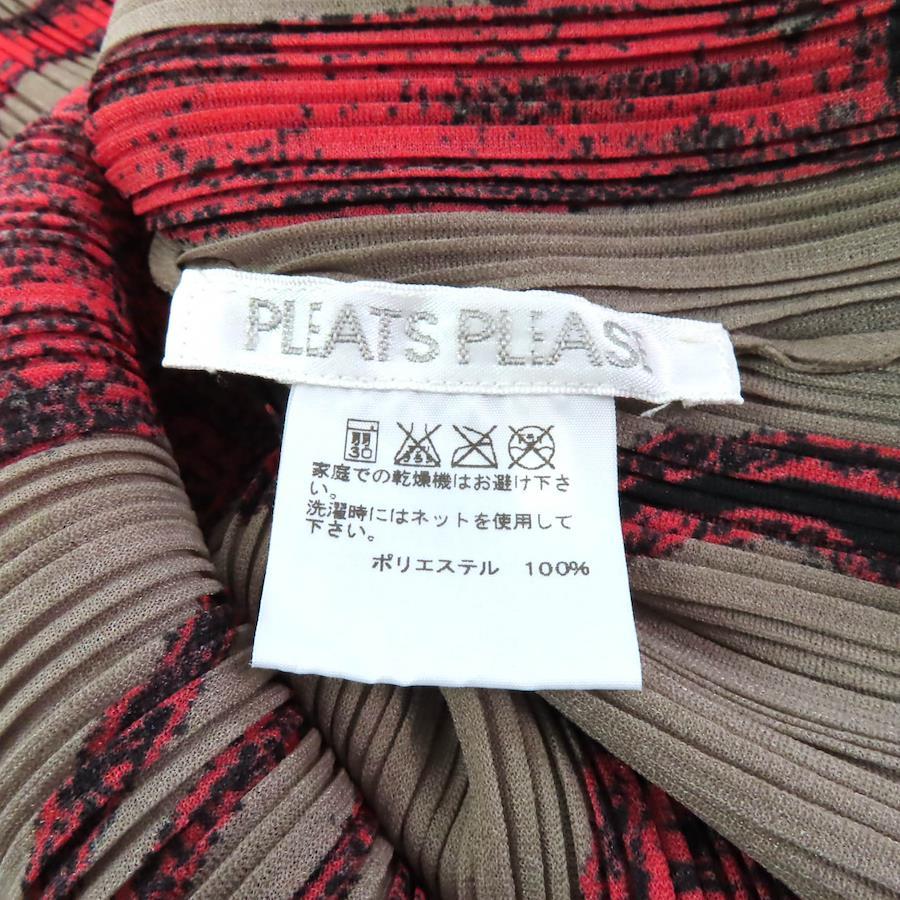 PLEATS PLEASE
家庭での乾燥機はお避け下さ
い。
洗濯時にはネットを使用して
下さい。
ポリエステル 100%